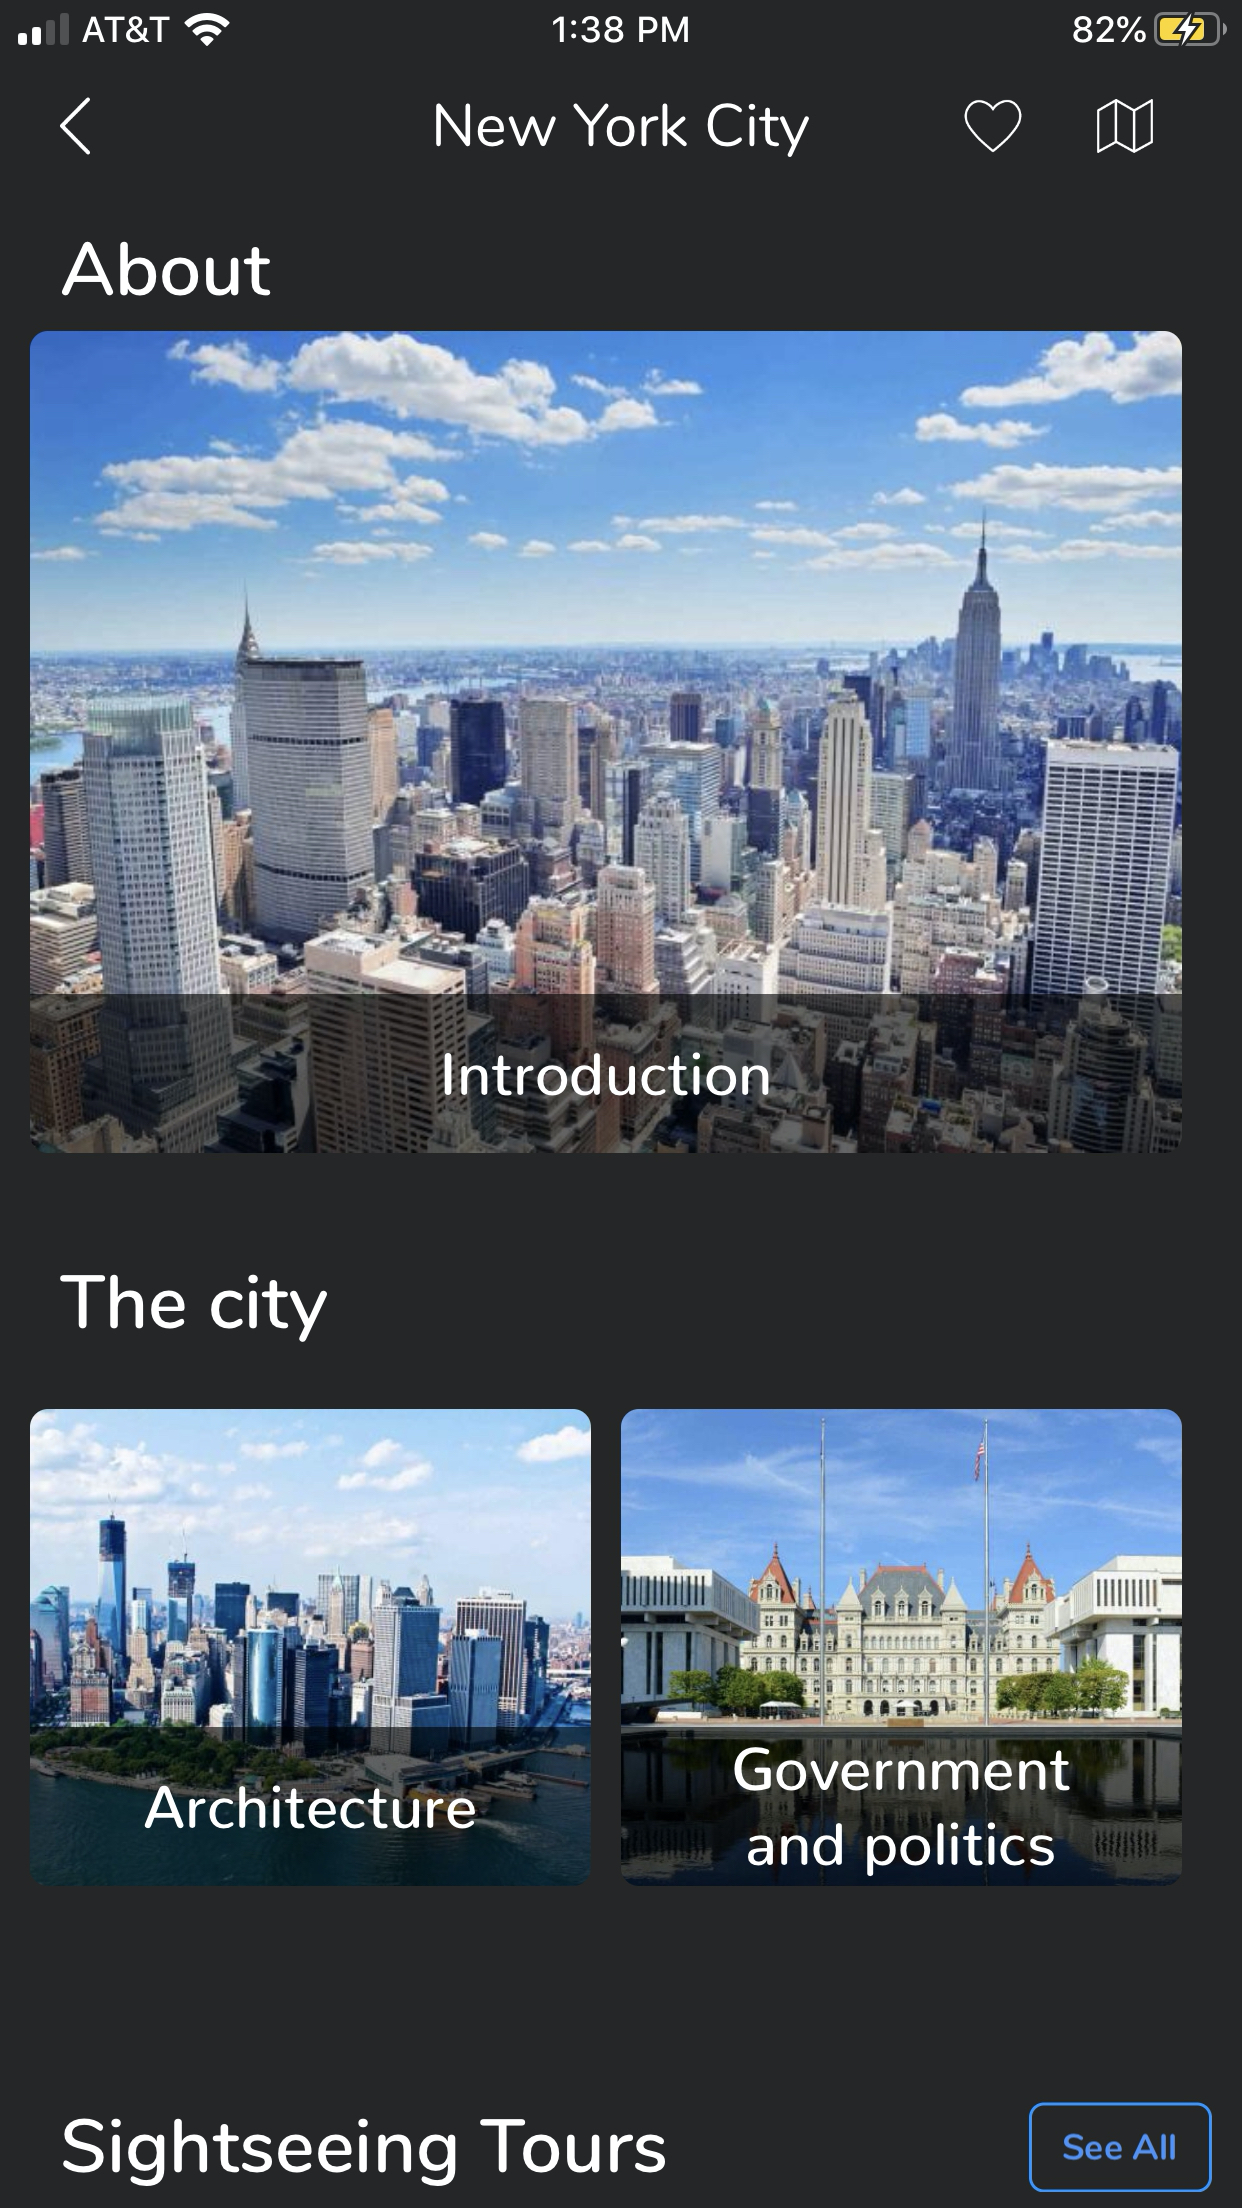 AT&T 1:38 PM 82%
New York City
About
Introduction
The city
Architecture
Government
and politics
Sightseeing Tours
See All